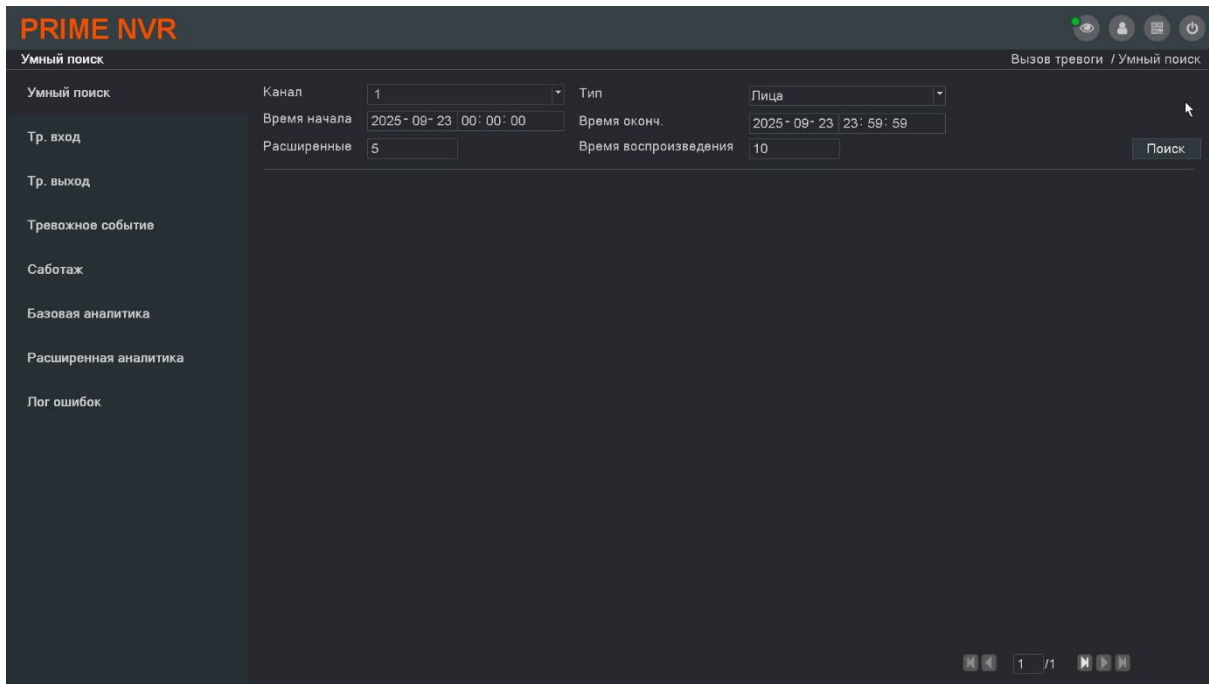 PRIME NVR
Умный поиск
Вызов тревоги / Умный поиск
Умный поиск
Тр. вход
Тр. выход
Тревожное событие
Саботаж
Базовая аналитика
Расширенная аналитика
Лог ошибок
Канал 1 Тип Лица
Время начала 2025-09-23 00:00:00 Время оконч. 2025-09-23 23:59:59
Расширенные 5 Время воспроизведения 10 Поиск
1 /1